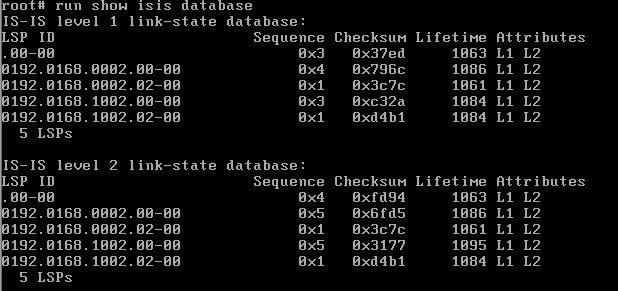 root# run show isis database
IS-IS level 1 link-state database:
LSP ID Sequence Checksum Lifetime Attributes
.00-00 0x3 0x37ed 1063 L1 L2
0192.0168.0002.00-00 0x4 0x796c 1086 L1 L2
0192.0168.0002.02-00 0x1 0x3c7c 1061 L1 L2
0192.0168.1002.00-00 0x3 0xc32a 1084 L1 L2
0192.0168.1002.02-00 0x1 0xd4b1 1084 L1 L2
5 LSPs
IS-IS level 2 link-state database:
LSP ID Sequence Checksum Lifetime Attributes
.00-00 0x4 0xfd94 1063 L1 L2
0192.0168.0002.00-00 0x5 0x6fd5 1086 L1 L2
0192.0168.0002.02-00 0x1 0x3c7c 1061 L1 L2
0192.0168.1002.00-00 0x5 0x3177 1095 L1 L2
0192.0168.1002.02-00 0x1 0xd4b1 1084 L1 L2
5 LSPs